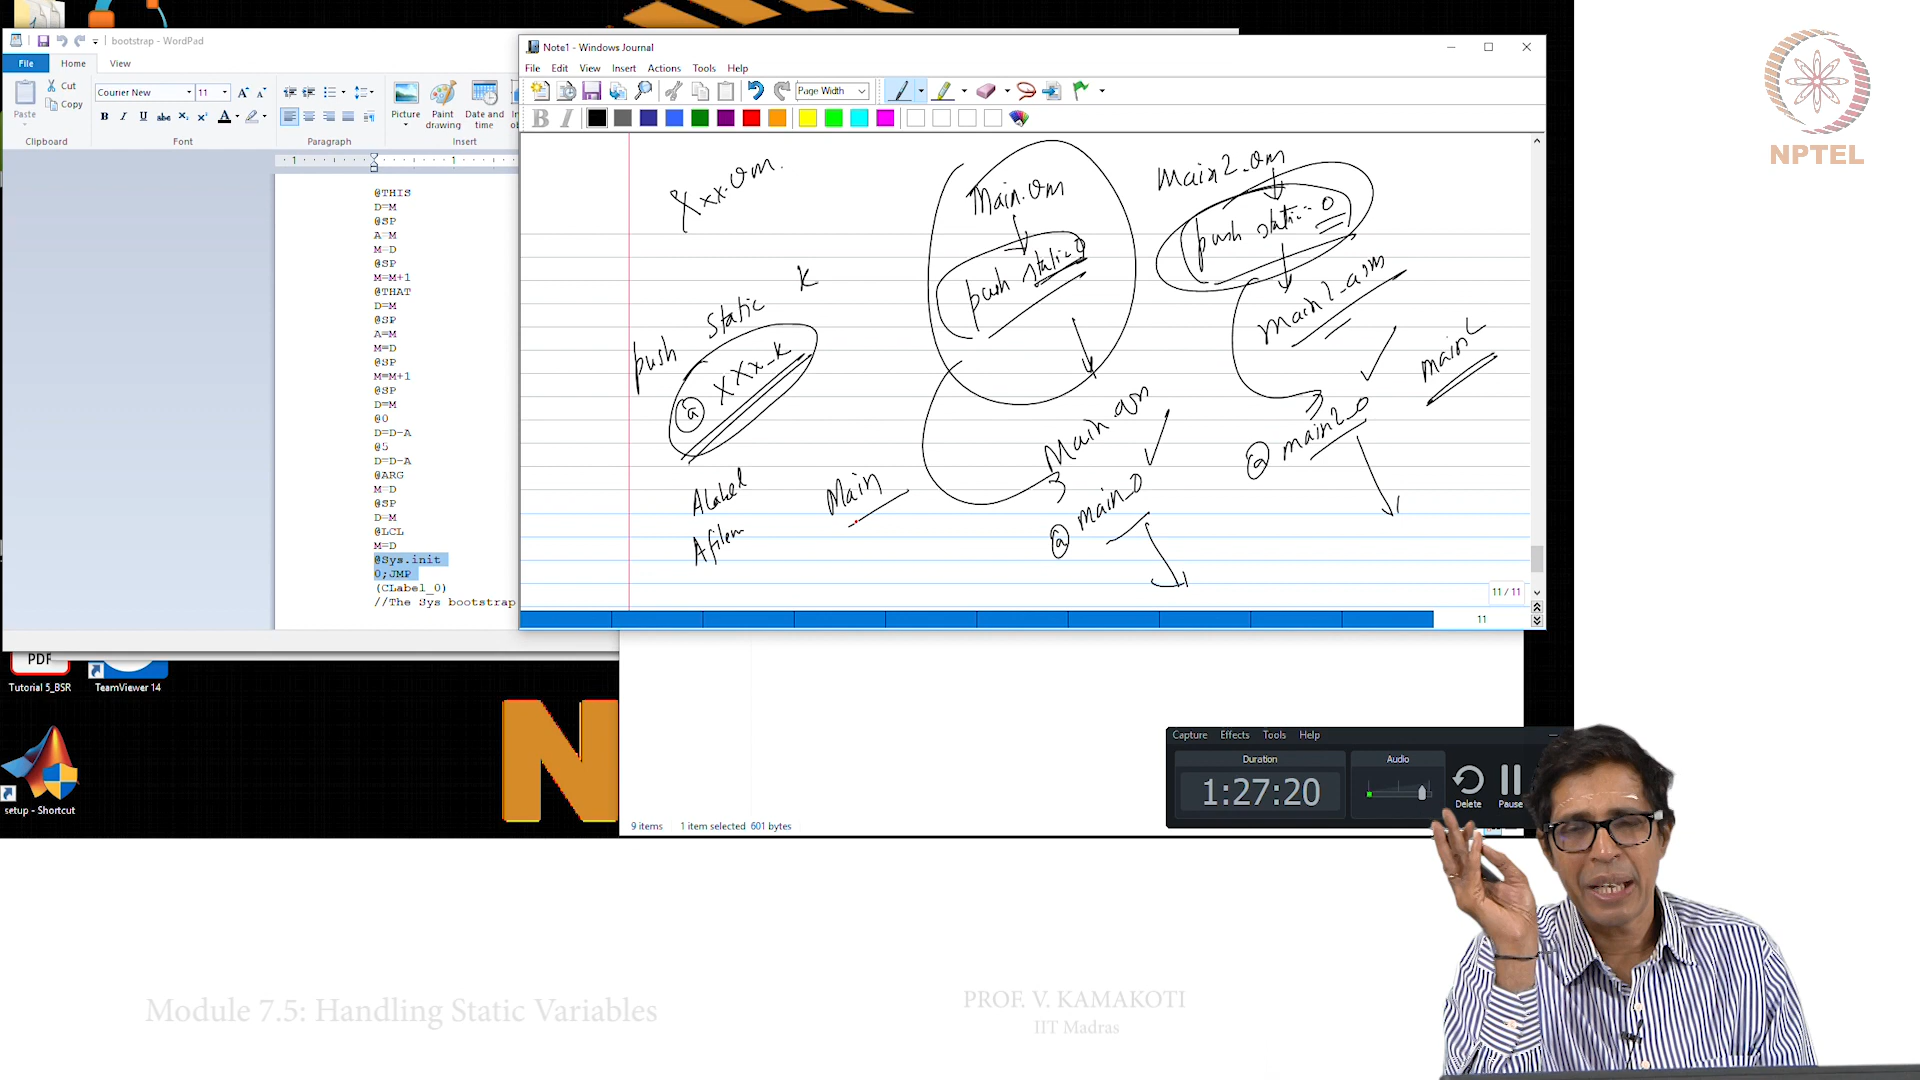 bootstrap - WordPad
File
Home
View
Cut
Copy
Paste
Clipboard
Courier New
11
Font
Paragraph
Picture
Paint drawing
Date and time
Insert
1
1
@THIS
D=M
@SP
A=M
M=D
@SP
M=M+1
@THAT
D=M
@SP
A=M
M=D
@SP
M=M+1
@SP
D=M
@0
D=D-A
@5
D=D-A
@ARG
M=D
@SP
D=M
@LCL
M=D
@Sys.init
0;JMP
(CLabel_0)
//The Sys bootstrap
Note1 - Windows Journal
File Edit View Insert Actions Tools Help
Page Width
Xxx.vm.
push static k
@ XXx_k
ALabel
Afilem
Main
Main.vm
push static 0
Main.asm
@ main_0
Main2.vm
push static 0
main2.asm
@ main2_0
11 / 11
11
PDF
Tutorial 5_BSR
TeamViewer 14
setup - Shortcut
N
9 items
1 item selected 601 bytes
Capture Effects Tools Help
Duration
1:27:20
Audio
Delete
Pause
NPTEL
Module 7.5: Handling Static Variables
PROF. V. KAMAKOTI
IIT Madras